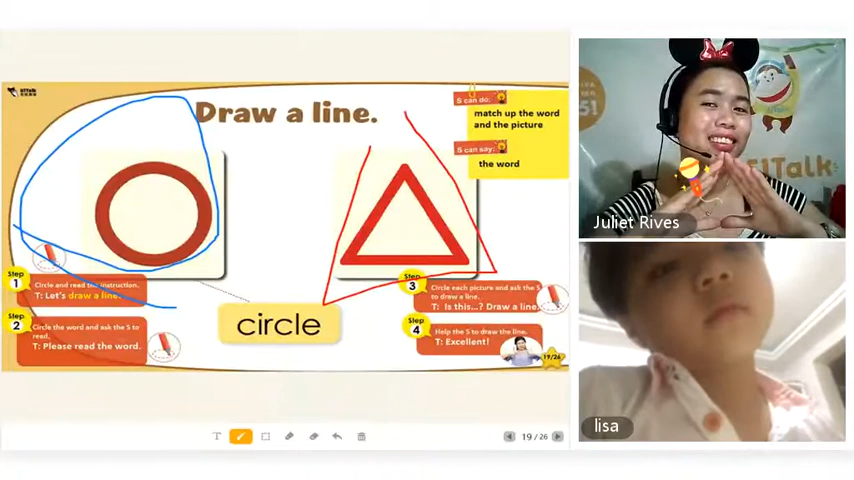 51Talk
Draw a line.
S can do:
match up the word
and the picture
S can say:
the word
Step
1
Circle and read the instruction.
T: Let's draw a line.
Step
2
Circle the word and ask the S to
read.
T: Please read the word.
circle
Step
3
Circle each picture and ask the S
to draw a line.
T: Is this...? Draw a line.
Step
4
Help the S to draw the line.
T: Excellent!
19/26
T
19 / 26
51Talk
Juliet Rives
lisa